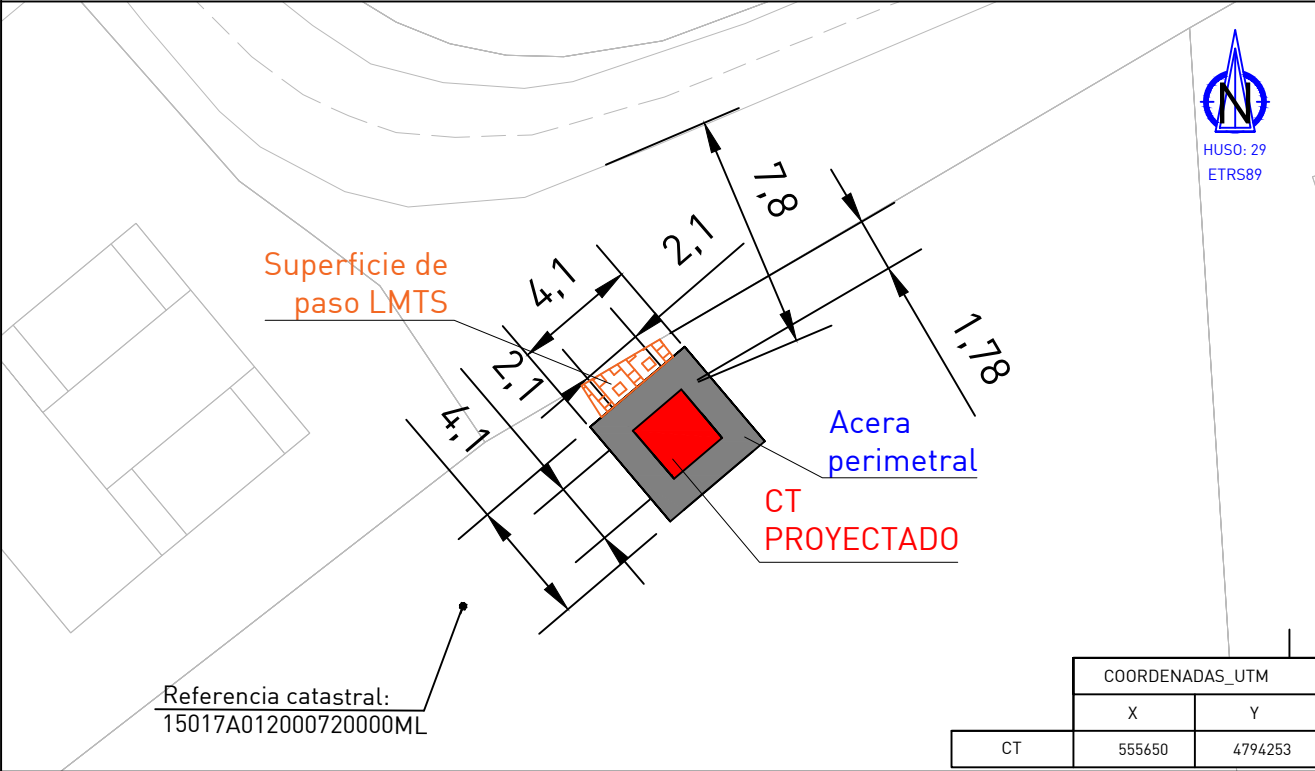 N
HUSO: 29
ETRS89
7,8
2,1
4,1
Superficie de
paso LMTS
2,1
4,1
1,78
Acera
perimetral
CT
PROYECTADO
Referencia catastral:
15017A012000720000ML
COORDENADAS_UTM
X Y
CT 555650 4794253